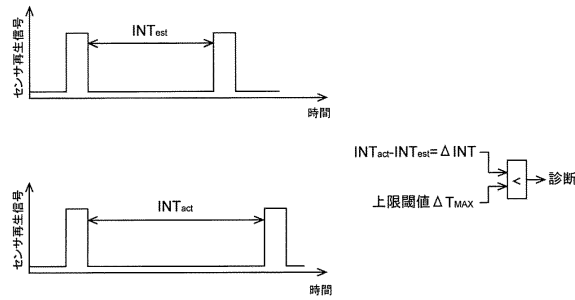 センサ再生信号
INTest
時間
INTact-INTest=ΔINT
<
診断
上限閾値ΔTMAX
センサ再生信号
INTact
時間